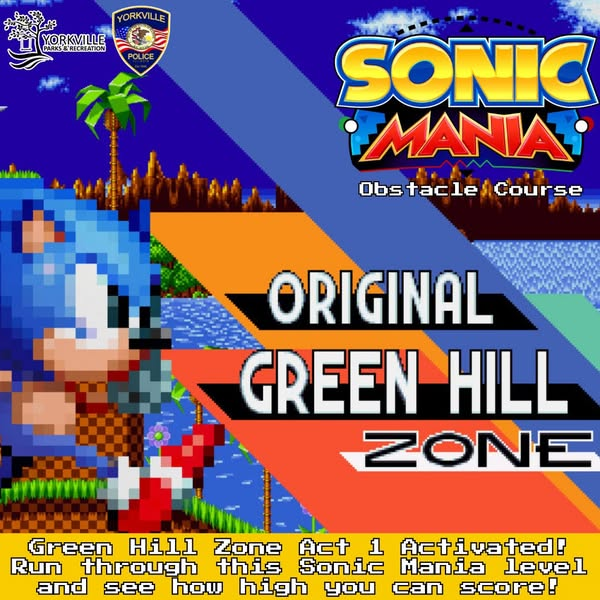 YORKVILLE
PARKS & RECREATION
YORKVILLE
POLICE
SONIC
MANIA
Obstacle Course
ORIGINAL
GREEN HILL
ZONE
Green Hill Zone Act 1 Activated!
Run through this Sonic Mania level
and see how high you can score!